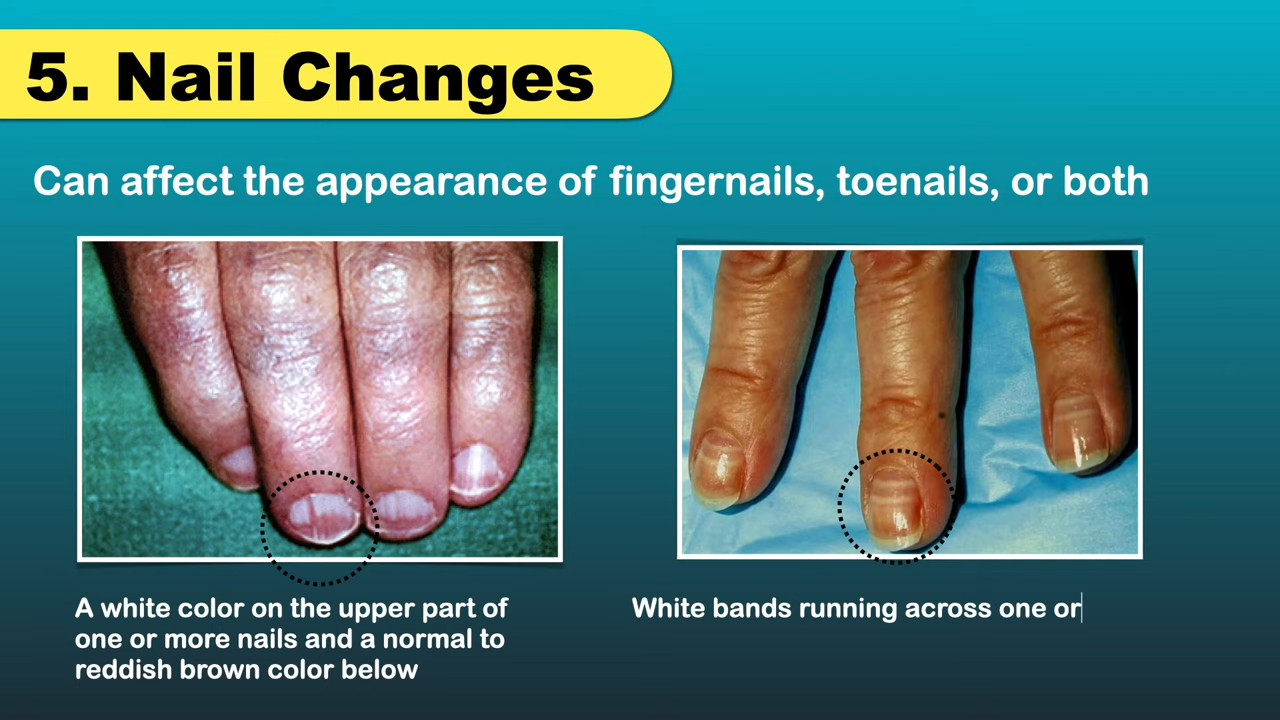 5. Nail Changes
Can affect the appearance of fingernails, toenails, or both
A white color on the upper part of
one or more nails and a normal to
reddish brown color below
White bands running across one or